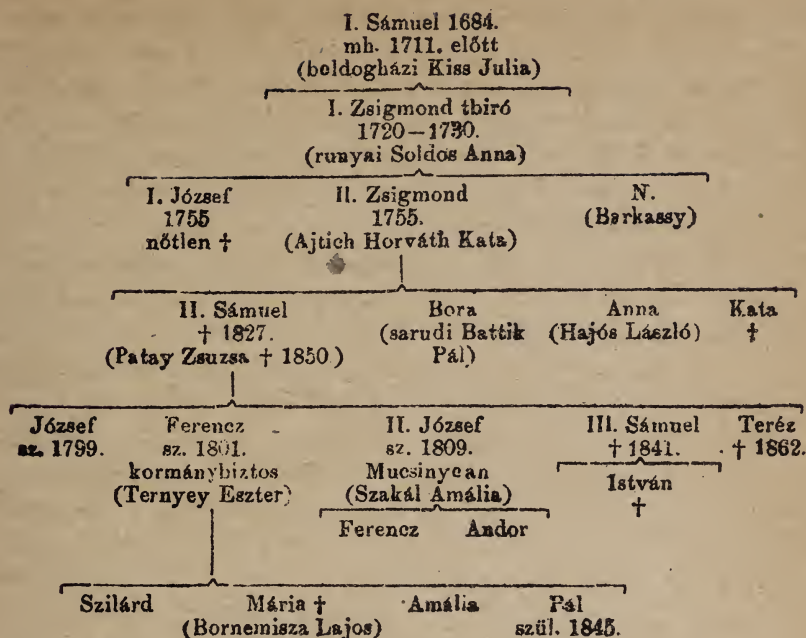 I. Sámuel 1684.
mh. 1711. előtt
(boldogházi Kiss Julia)
I. Zsigmond tbiró
1720—1730.
(runyai Soldos Anna)
I. József II. Zsigmond N.
1755 1755. (Barkassy)
nőtlen † (Ajtich Horváth Kata)
II. Sámuel Bora Anna Kata
† 1827. (sarudi Battik (Hajós László) †
(Patay Zsuzsa † 1850.) Pál)
József Ferencz II. József III. Sámuel Teréz
sz. 1799. sz. 1801. sz. 1809. † 1841. † 1862.
kormánybiztos Mucsinycan István
(Ternyey Eszter) (Szakál Amália) †
Ferencz Andor
Szilárd Mária † Amália Pál
(Bornemisza Lajos) szül. 1845.